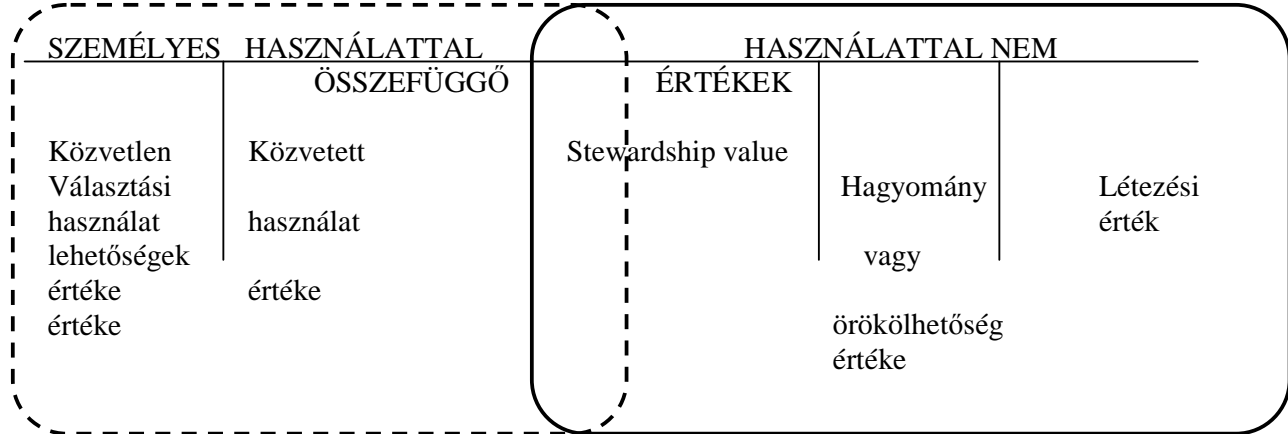 SZEMÉLYES HASZNÁLATTAL HASZNÁLATTAL NEM
ÖSSZEFÜGGŐ ÉRTÉKEK
Közvetlen Közvetett Stewardship value
Választási Hagyomány Létezési
használat használat érték
lehetőségek vagy
értéke értéke
értéke örökölhetőség
értéke